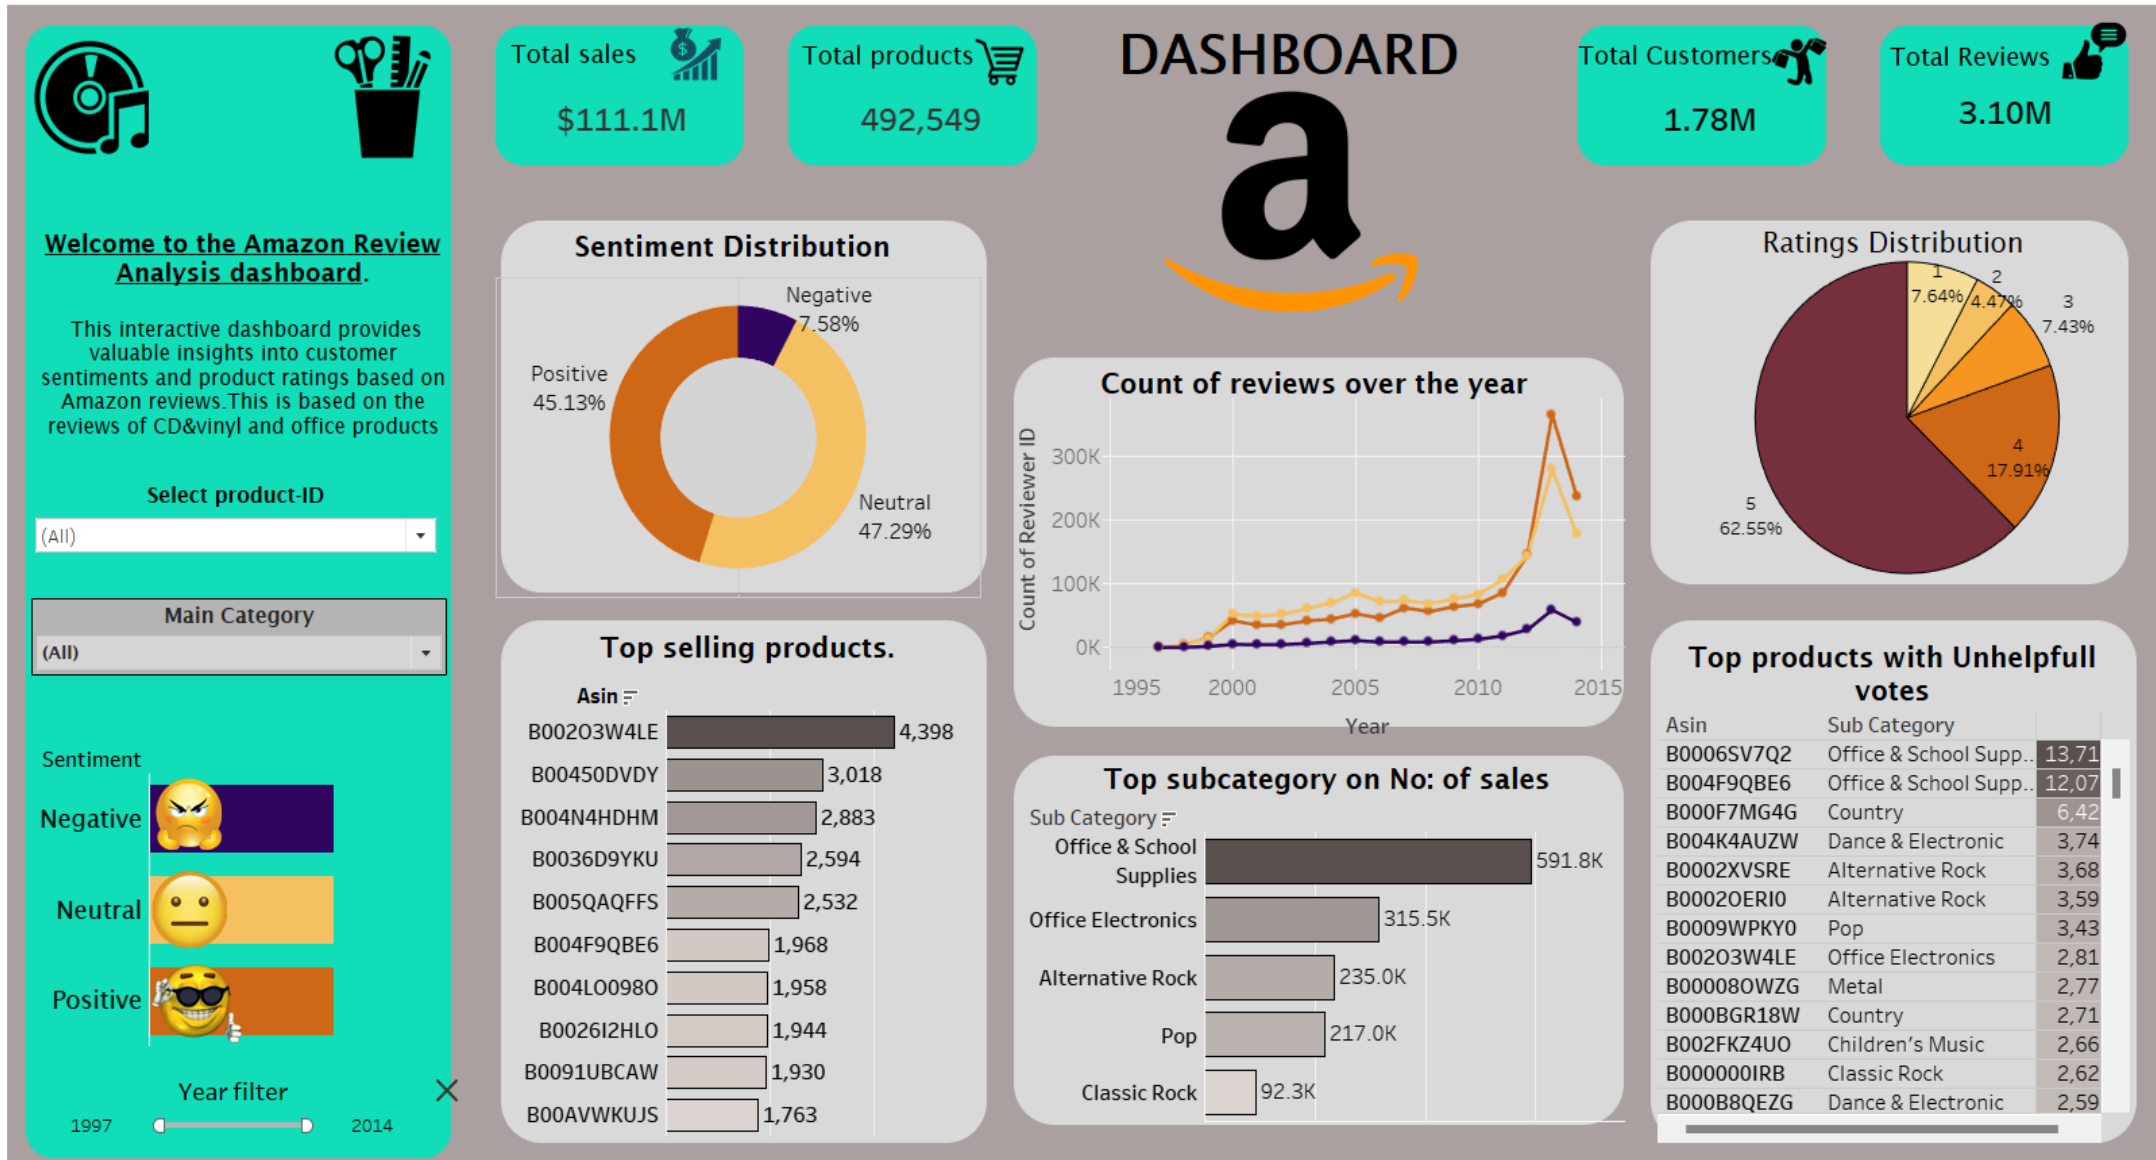 Welcome to the Amazon Review
Analysis dashboard.
This interactive dashboard provides
valuable insights into customer
sentiments and product ratings based on
Amazon reviews.This is based on the
reviews of CD&vinyl and office products
Select product-ID
(All)
Main Category
(All)
Sentiment
Negative
Neutral
Positive
Year filter
1997 2014
Total sales
$111.1M
Total products
492,549
DASHBOARD
a
Total Customers
1.78M
Total Reviews
3.10M
Sentiment Distribution
Negative
7.58%
Positive
45.13%
Neutral
47.29%
Top selling products.
Asin
B002O3W4LE 4,398
B00450DVDY 3,018
B004N4HDHM 2,883
B0036D9YKU 2,594
B005QAQFFS 2,532
B004F9QBE6 1,968
B004LO098O 1,958
B0026I2HLO 1,944
B0091UBCAW 1,930
B00AVWKUJS 1,763
Count of reviews over the year
Count of Reviewer ID
300K
200K
100K
0K
1995 2000 2005 2010 2015
Year
Top subcategory on No: of sales
Sub Category
Office & School
Supplies 591.8K
Office Electronics 315.5K
Alternative Rock 235.0K
Pop 217.0K
Classic Rock 92.3K
Ratings Distribution
1
7.64%
2
4.47%
3
7.43%
4
17.91%
5
62.55%
Top products with Unhelpfull
votes
Asin Sub Category
B0006SV7Q2 Office & School Supp.. 13,71
B004F9QBE6 Office & School Supp.. 12,07
B000F7MG4G Country 6,42
B004K4AUZW Dance & Electronic 3,74
B0002XVSRE Alternative Rock 3,68
B0002OERI0 Alternative Rock 3,59
B0009WPKY0 Pop 3,43
B002O3W4LE Office Electronics 2,81
B00008OWZG Metal 2,77
B000BGR18W Country 2,71
B002FKZ4UO Children's Music 2,66
B000000IRB Classic Rock 2,62
B000B8QEZG Dance & Electronic 2,59